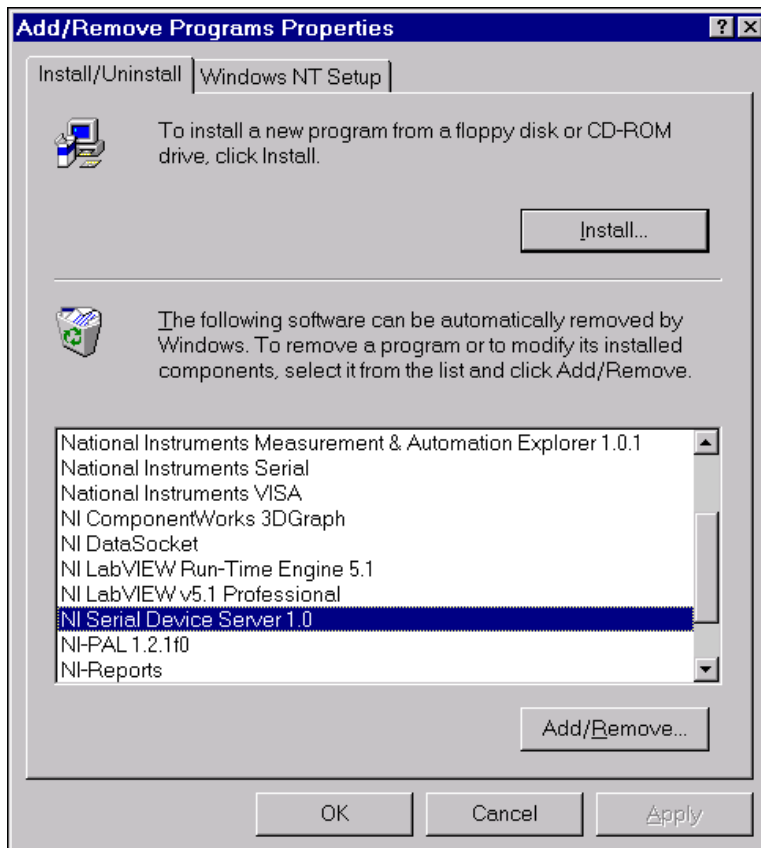 Add/Remove Programs Properties
Install/Uninstall
Windows NT Setup
To install a new program from a floppy disk or CD-ROM
drive, click Install.
Install...
The following software can be automatically removed by
Windows. To remove a program or to modify its installed
components, select it from the list and click Add/Remove.
National Instruments Measurement & Automation Explorer 1.0.1
National Instruments Serial
National Instruments VISA
NI ComponentWorks 3DGraph
NI DataSocket
NI LabVIEW Run-Time Engine 5.1
NI LabVIEW v5.1 Professional
NI Serial Device Server 1.0
NI-PAL 1.2.1f0
NI-Reports
Add/Remove...
OK
Cancel
Apply